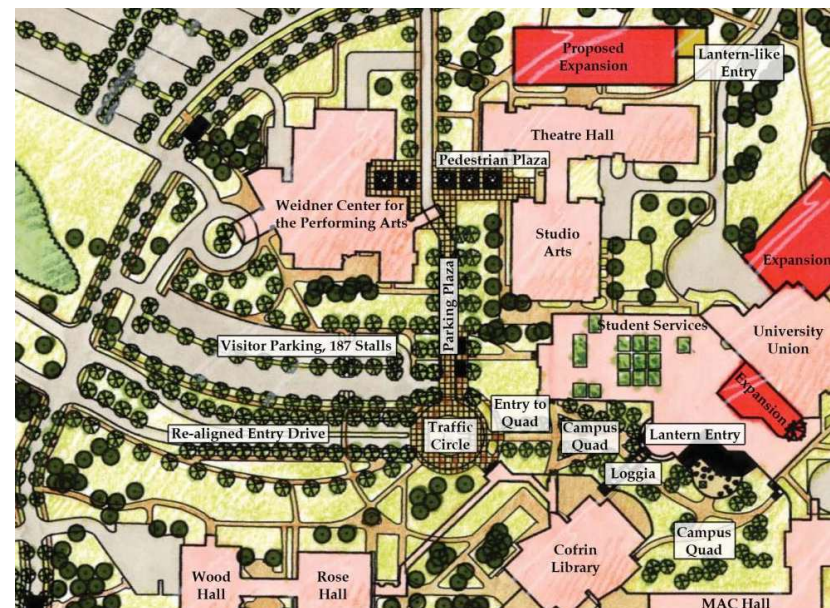 Proposed
Expansion
Lantern-like
Entry
Theatre Hall
Pedestrian Plaza
Weidner Center for
the Performing Arts
Studio
Arts
Expansion
Parking Plaza
Student Services
University
Union
Visitor Parking, 187 Stalls
Expansion
Entry to
Quad
Re-aligned Entry Drive
Traffic
Circle
Campus
Quad
Lantern Entry
Loggia
Campus
Quad
Cofrin
Library
Wood
Hall
Rose
Hall
MAC Hall